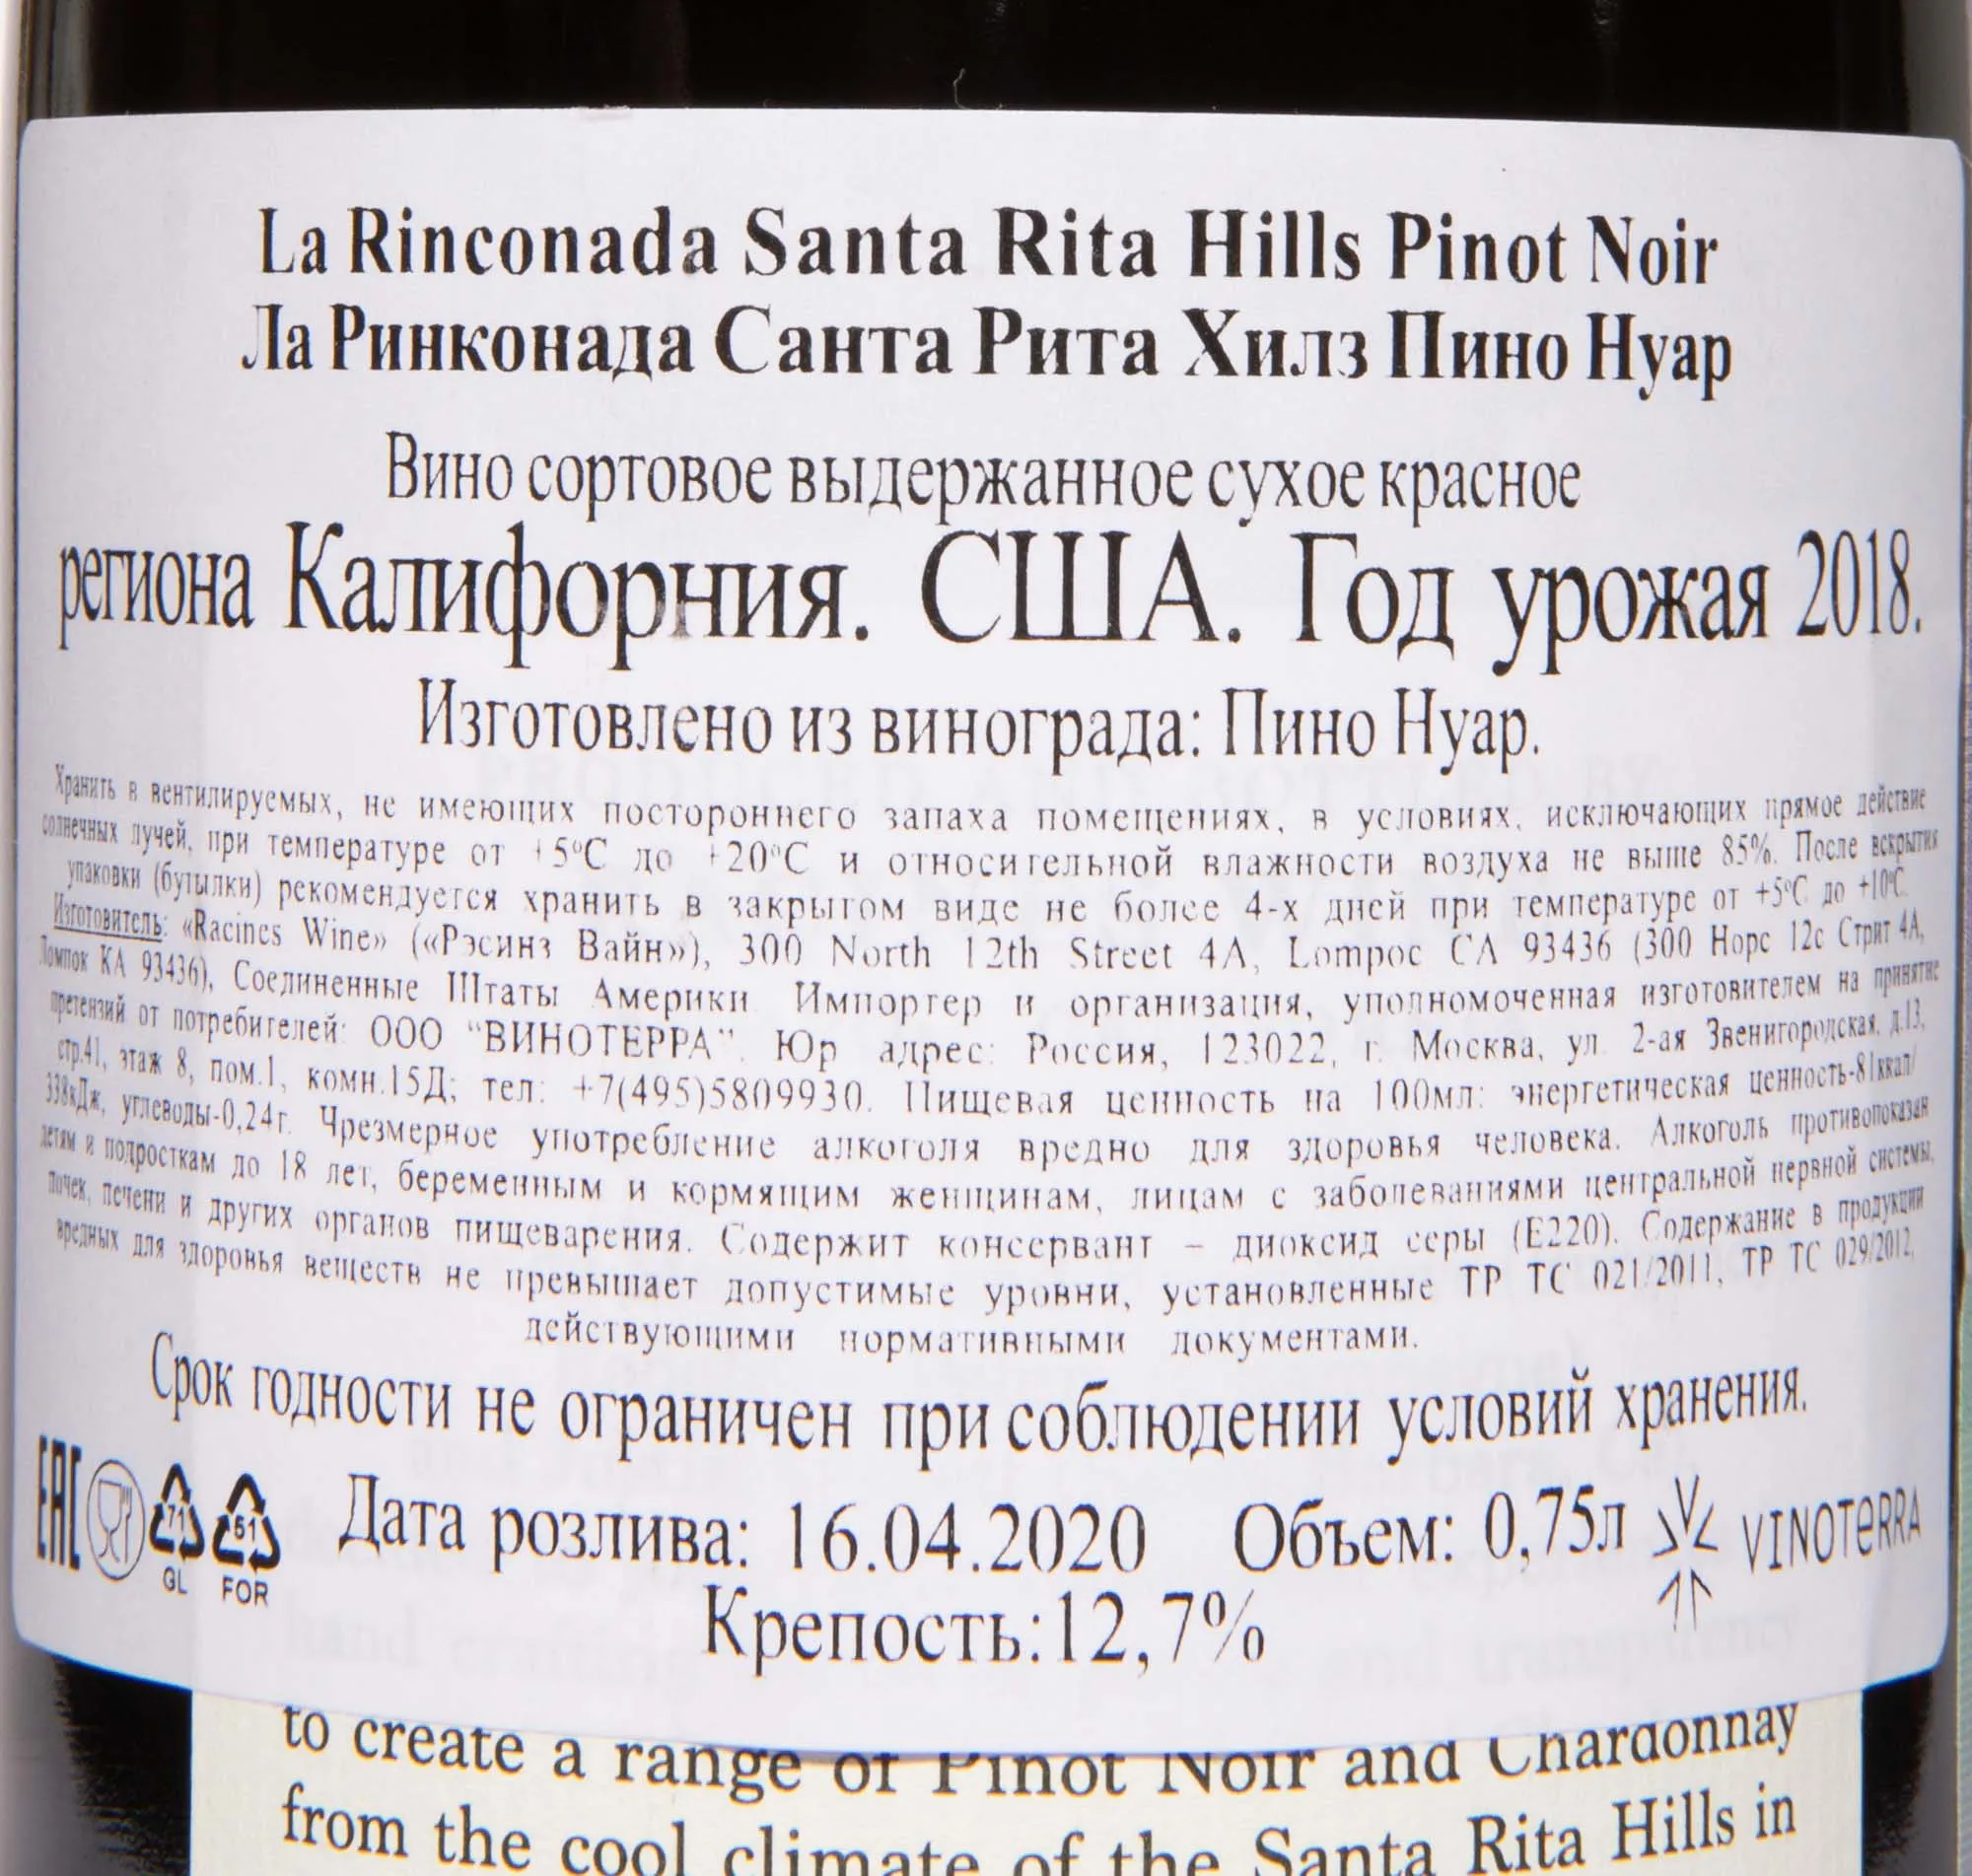 La Rinconada Santa Rita Hills Pinot Noir
Ла Ринконада Санта Рита Хилз Пино Нуар
Вино сортовое выдержанное сухое красное
региона Калифорния. США. Год урожая 2018.
Изготовлено из винограда: Пино Нуар.
Хранить в вентилируемых, не имеющих постороннего запаха помещениях, в условиях, исключающих прямое действие
солнечных лучей, при температуре от +5°C до +20°C и относительной влажности воздуха не выше 85%. После вскрытия
упаковки (бутылки) рекомендуется хранить в закрытом виде не более 4-х дней при температуре от +5°C до +10°C.
Изготовитель: «Racines Wine» («Рэсинз Вайн»), 300 North 12th Street 4A, Lompoc CA 93436 (300 Норс 12с Стрит 4А,
Ломпок КА 93436), Соединенные Штаты Америки. Импортер и организация, уполномоченная изготовителем на принятие
претензий от потребителей: ООО "ВИНОТЕРРА". Юр. адрес: Россия, 123022, г. Москва, ул. 2-ая Звенигородская, д.13,
стр.41, этаж 8, пом.1, комн.15Д; тел: +7(495)5809930. Пищевая ценность на 100мл: энергетическая ценность-81ккал/
338кДж, углеводы-0,24г. Чрезмерное употребление алкоголя вредно для здоровья человека. Алкоголь противопоказан
детям и подросткам до 18 лет, беременным и кормящим женщинам, лицам с заболеваниями центральной нервной системы,
почек, печени и других органов пищеварения. Содержит консервант – диоксид серы (Е220). Содержание в продукции
вредных для здоровья веществ не превышает допустимые уровни, установленные ТР ТС 021/2011, ТР ТС 029/2012,
действующими нормативными документами.
Срок годности не ограничен при соблюдении условий хранения.
EAC 71 GL 51 FOR Дата розлива: 16.04.2020 Объем: 0,75л VINOTERRA
Крепость:12,7%
to create a range of Pinot Noir and Chardonnay
from the cool climate of the Santa Rita Hills in